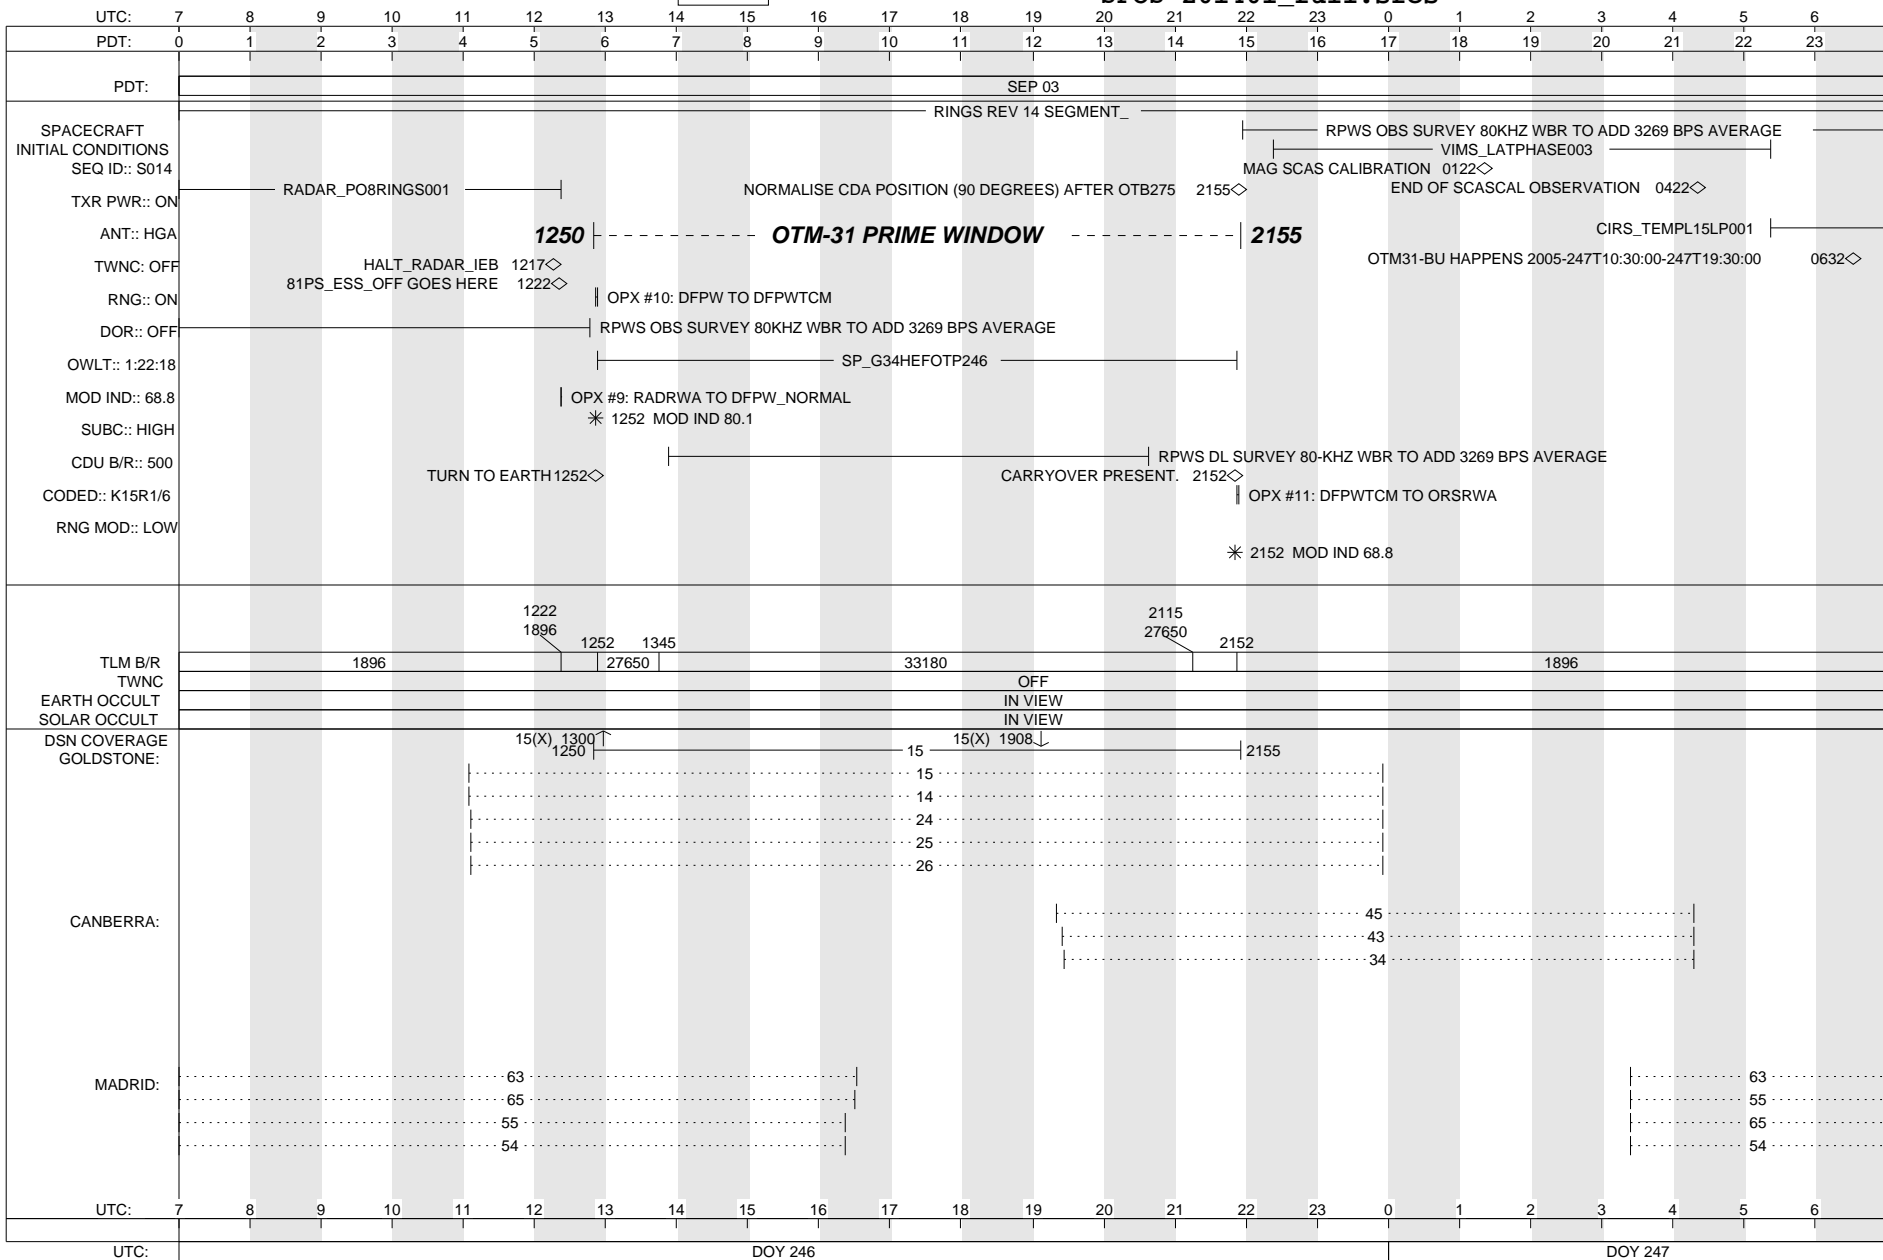 UTC: 7 8 9 10 11 12 13 14 15 16 17 18 19 20 21 22 23 0 1 2 3 4 5 6
PDT: 0 1 2 3 4 5 6 7 8 9 10 11 12 13 14 15 16 17 18 19 20 21 22 23
PDT: SEP 03
RINGS REV 14 SEGMENT_
SPACECRAFT
INITIAL CONDITIONS
RPWS OBS SURVEY 80KHZ WBR TO ADD 3269 BPS AVERAGE
VIMS_LATPHASE003
SEQ ID:: S014
MAG SCAS CALIBRATION 0122
RADAR_PO8RINGS001
NORMALISE CDA POSITION (90 DEGREES) AFTER OTB275 2155
END OF SCASCAL OBSERVATION 0422
TXR PWR:: ON
ANT:: HGA
1250 OTM-31 PRIME WINDOW 2155
CIRS_TEMPL15LP001
TWNC: OFF
HALT_RADAR_IEB 1217
OTM31-BU HAPPENS 2005-247T10:30:00-247T19:30:00 0632
81PS_ESS_OFF GOES HERE 1222
RNG:: ON
OPX #10: DFPW TO DFPWTCM
DOR:: OFF
RPWS OBS SURVEY 80KHZ WBR TO ADD 3269 BPS AVERAGE
OWLT:: 1:22:18
SP_G34HEFOTP246
MOD IND:: 68.8
OPX #9: RADRWA TO DFPW_NORMAL
1252 MOD IND 80.1
SUBC:: HIGH
CDU B/R:: 500
RPWS DL SURVEY 80-KHZ WBR TO ADD 3269 BPS AVERAGE
TURN TO EARTH 1252
CARRYOVER PRESENT. 2152
CODED:: K15R1/6
OPX #11: DFPWTCM TO ORSRWA
RNG MOD:: LOW
2152 MOD IND 68.8
1222 2115
1896 27650
1252 1345 2152
TLM B/R 1896 27650 33180 1896
TWNC OFF
EARTH OCCULT IN VIEW
SOLAR OCCULT IN VIEW
DSN COVERAGE
15(X) 1300 15(X) 1908
GOLDSTONE:
1250 15 2155
15
14
24
25
26
CANBERRA:
45
43
34
MADRID:
63 63
65 55
55 65
54 54
UTC: 7 8 9 10 11 12 13 14 15 16 17 18 19 20 21 22 23 0 1 2 3 4 5 6
UTC: DOY 246 DOY 247